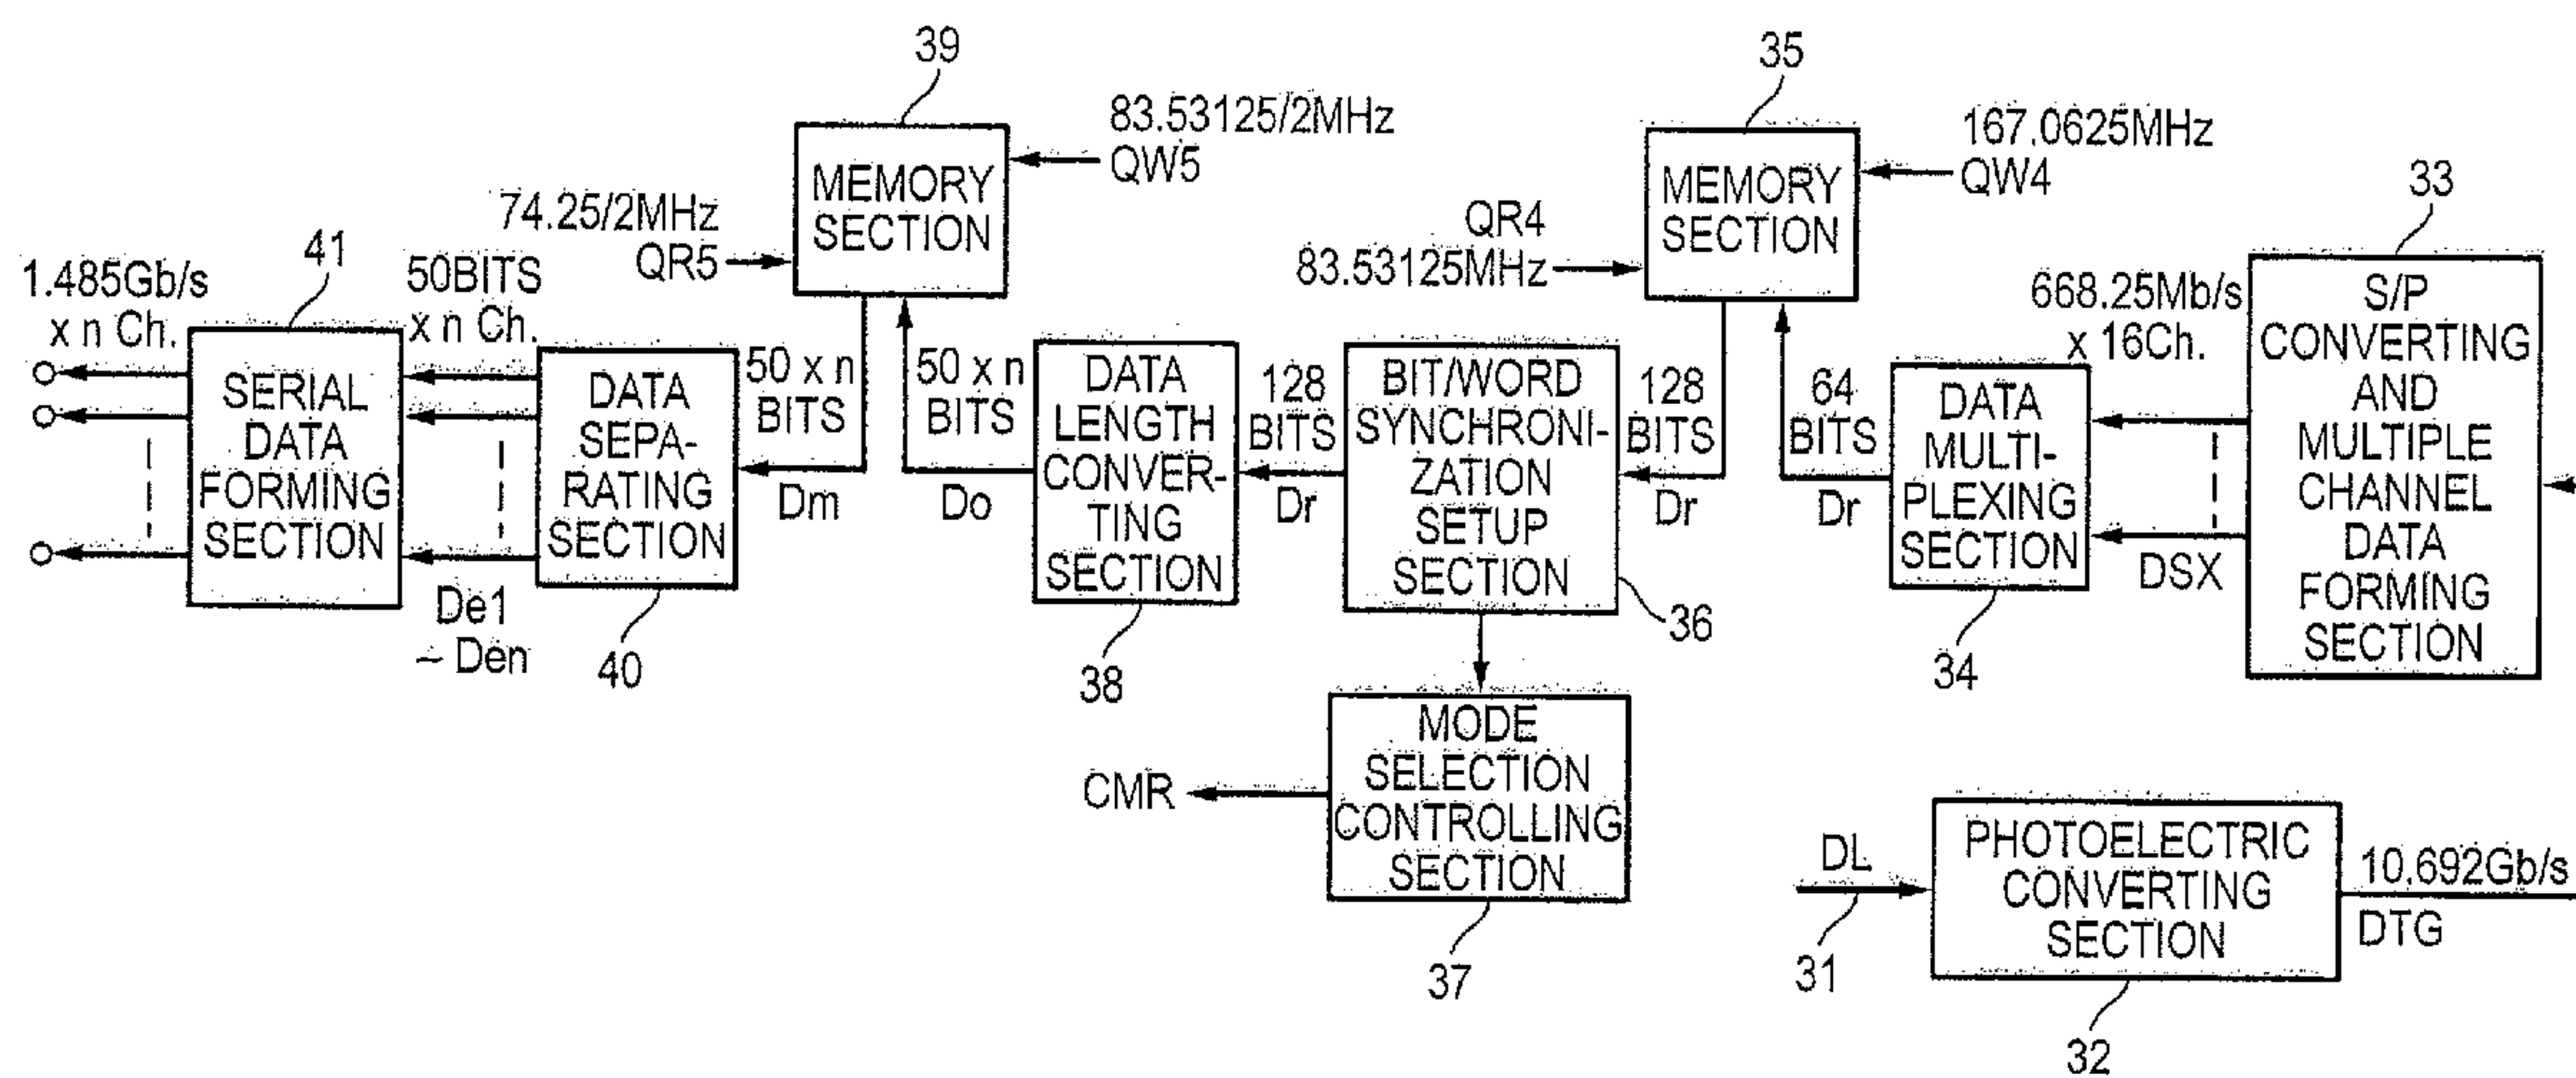 39
83.53125/2MHz
QW5
MEMORY
SECTION
74.25/2MHz
QR5
35
167.0625MHz
QW4
MEMORY
SECTION
QR4
83.53125MHz
33
S/P
CONVERTING
AND
MULTIPLE
CHANNEL
DATA
FORMING
SECTION
668.25Mb/s
x 16Ch.
DSX
41
1.485Gb/s
x n Ch.
SERIAL
DATA
FORMING
SECTION
50BITS
x n Ch.
De1
~ Den
DATA
SEPA-
RATING
SECTION
40
50 x n
BITS
Dm
50 x n
BITS
Do
DATA
LENGTH
CONVER-
TING
SECTION
38
128
BITS
Dr
BIT/WORD
SYNCHRONI-
ZATION
SETUP
SECTION
36
128
BITS
Dr
64
BITS
Dr
DATA
MULTI-
PLEXING
SECTION
34
MODE
SELECTION
CONTROLLING
SECTION
37
CMR
DL
31
PHOTOELECTRIC
CONVERTING
SECTION
32
10.692Gb/s
DTG